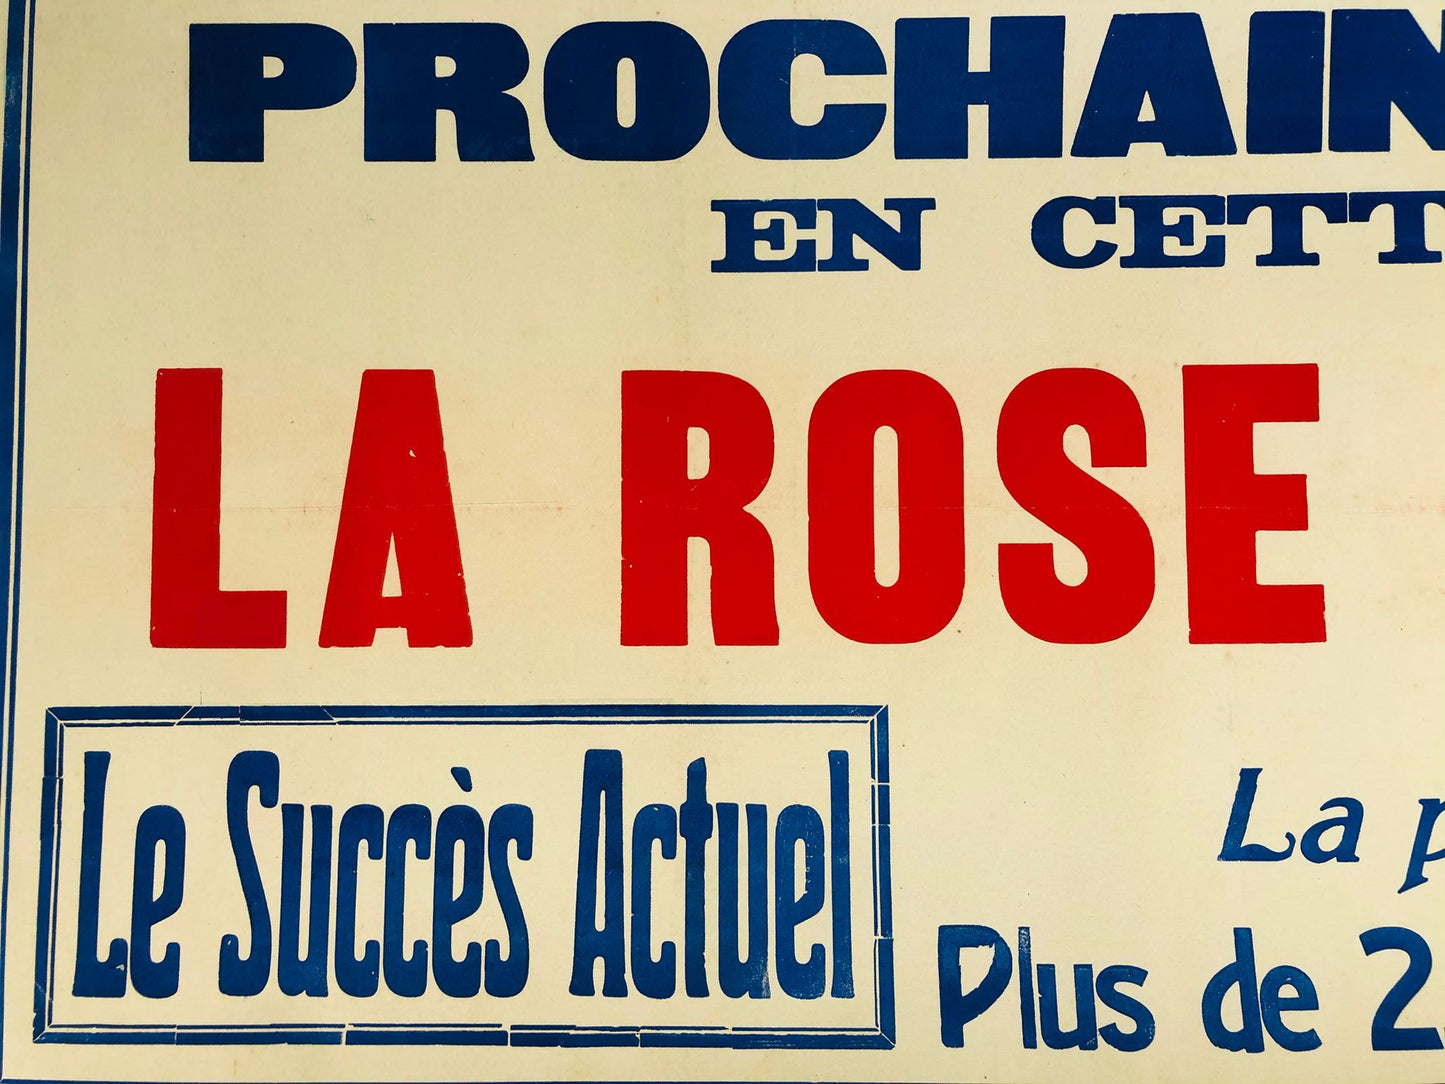 PROCHAIN
EN CETT
LA ROSE
Le Succès Actuel
La p
Plus de 2